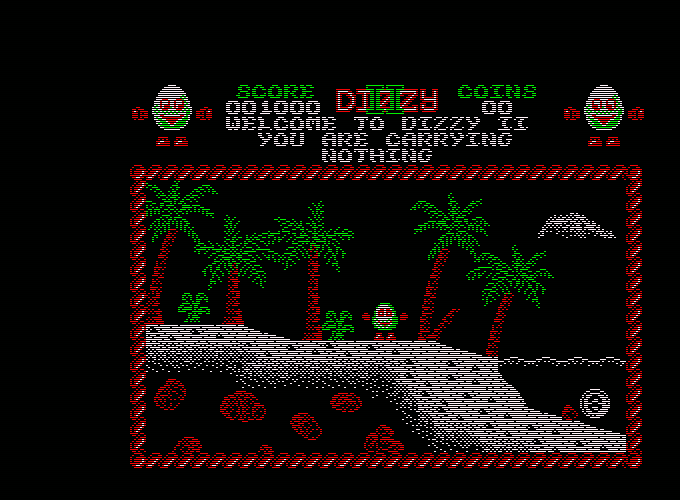 SCORE DIZZY COINS
001000 00
WELCOME TO DIZZY II
YOU ARE CARRYING
NOTHING